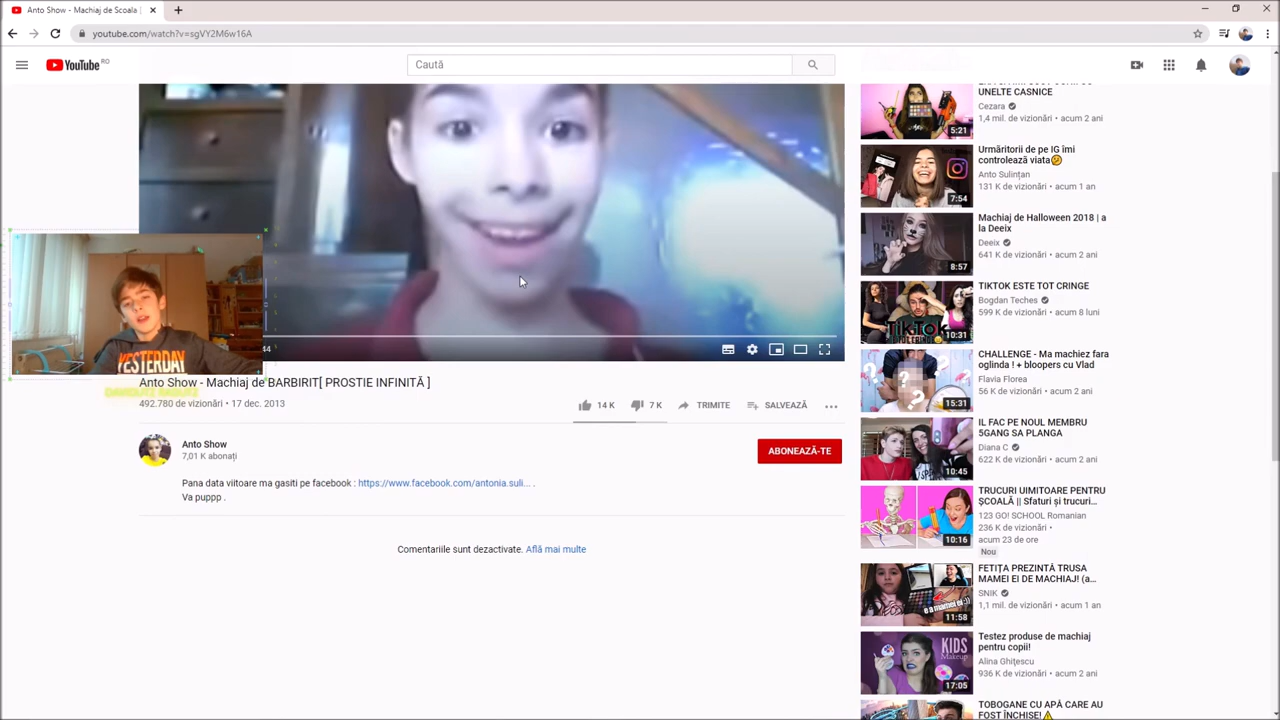 Anto Show - Machiaj de Scoala |
youtube.com/watch?v=sgVY2M6w16A
YouTube RO
Caută
UNELTE CASNICE
Cezara
1,4 mil. de vizionări • acum 2 ani
5:21
Urmăritorii de pe IG îmi
controlează viata🤔
Anto Sulințan
131 K de vizionări • acum 1 an
7:54
Machiaj de Halloween 2018 | a
la Deeix
Deeix
641 K de vizionări • acum 2 ani
8:57
TIKTOK ESTE TOT CRINGE
Bogdan Teches
599 K de vizionări • acum 8 luni
TikTok
10:31
CHALLENGE - Ma machiez fara
oglinda ! + bloopers cu Vlad
Flavia Florea
56 K de vizionări • acum 2 ani
15:31
IL FAC PE NOUL MEMBRU
5GANG SA PLANGA
Diana C
622 K de vizionări • acum 2 ani
10:45
TRUCURI UIMITOARE PENTRU
ȘCOALĂ || Sfaturi și trucuri...
123 GO! SCHOOL Romanian
236 K de vizionări •
acum 23 de ore
Nou
10:16
FETIȚA PREZINTĂ TRUSA
MAMEI EI DE MACHIAJ! (a...
SNIK
1,1 mil. de vizionări • acum 1 an
e a mamei ei :))
11:58
Testez produse de machiaj
pentru copii!
Alina Ghițescu
936 K de vizionări • acum 2 ani
KIDS
Makeup
17:05
TOBOGANE CU APĂ CARE AU
FOST ÎNCHISE!⚠
YESTERDAY
Anto Show - Machiaj de BARBIRIT[ PROSTIE INFINITĂ ]
492.780 de vizionări • 17 dec. 2013
14 K
7 K
TRIMITE
SALVEAZĂ
Anto Show
7,01 K abonați
ABONEAZĂ-TE
Pana data viitoare ma gasiti pe facebook : https://www.facebook.com/antonia.suli... .
Va puppp .
Comentariile sunt dezactivate. Află mai multe